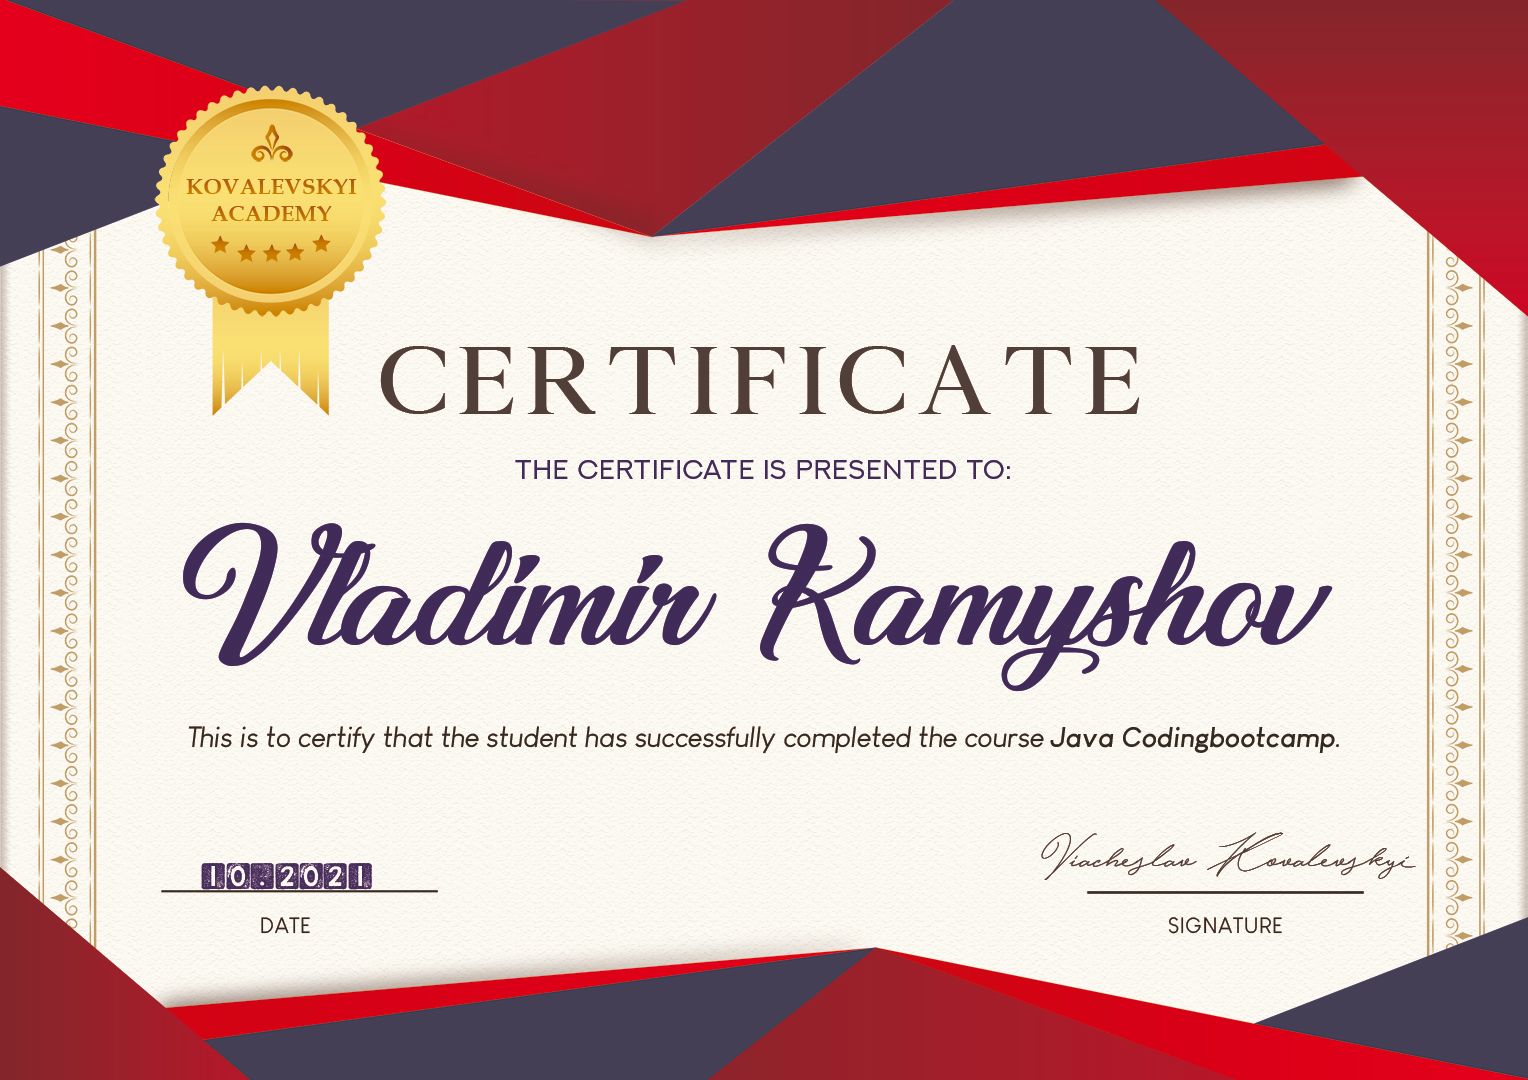 KOVALEVSKYI
ACADEMY
CERTIFICATE
THE CERTIFICATE IS PRESENTED TO:
Vladimir Kamyshov
This is to certify that the student has successfully completed the course Java Codingbootcamp.
10.2021
DATE
Viacheslav Kovalevskyi
SIGNATURE